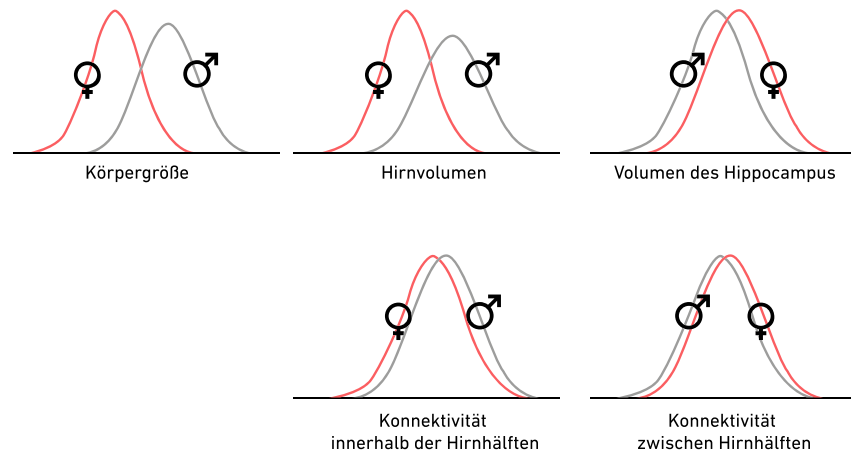 Körpergröße
Hirnvolumen
Volumen des Hippocampus
Konnektivität
innerhalb der Hirnhälften
Konnektivität
zwischen Hirnhälften